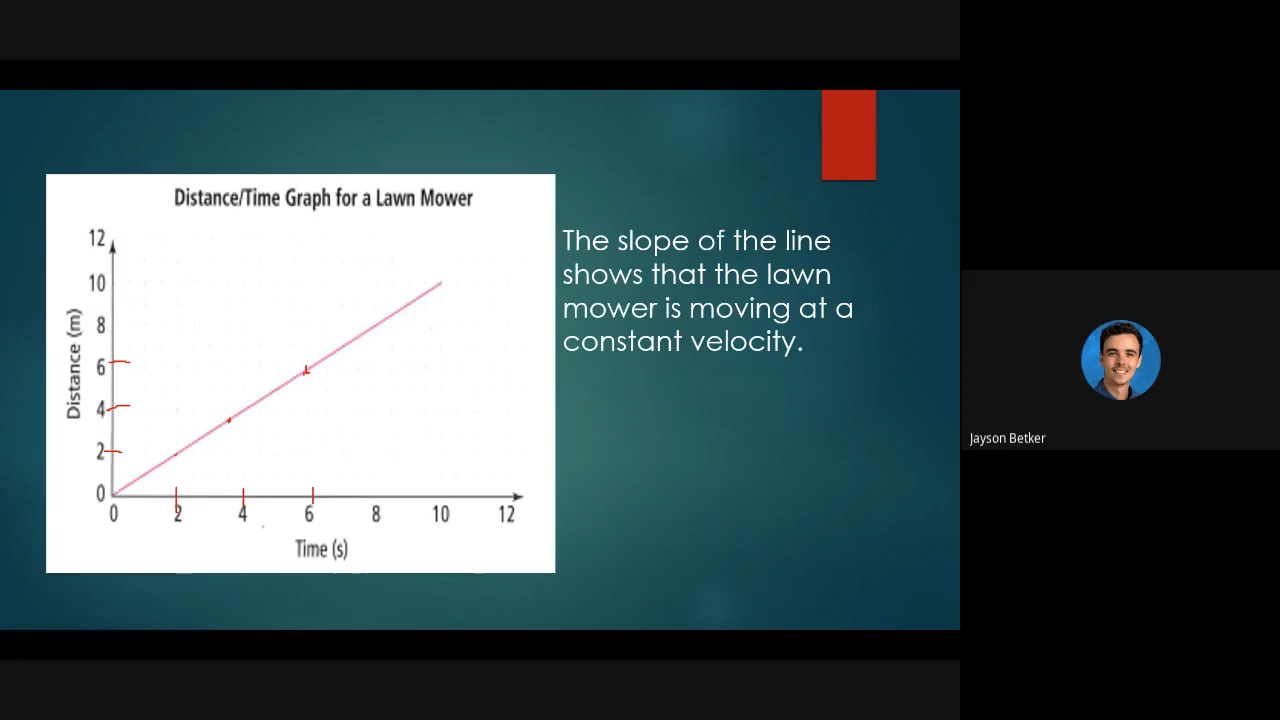 Distance/Time Graph for a Lawn Mower
12
10
8
6
4
2
0
Distance (m)
0 2 4 6 8 10 12
Time (s)
The slope of the line
shows that the lawn
mower is moving at a
constant velocity.
Jayson Betker